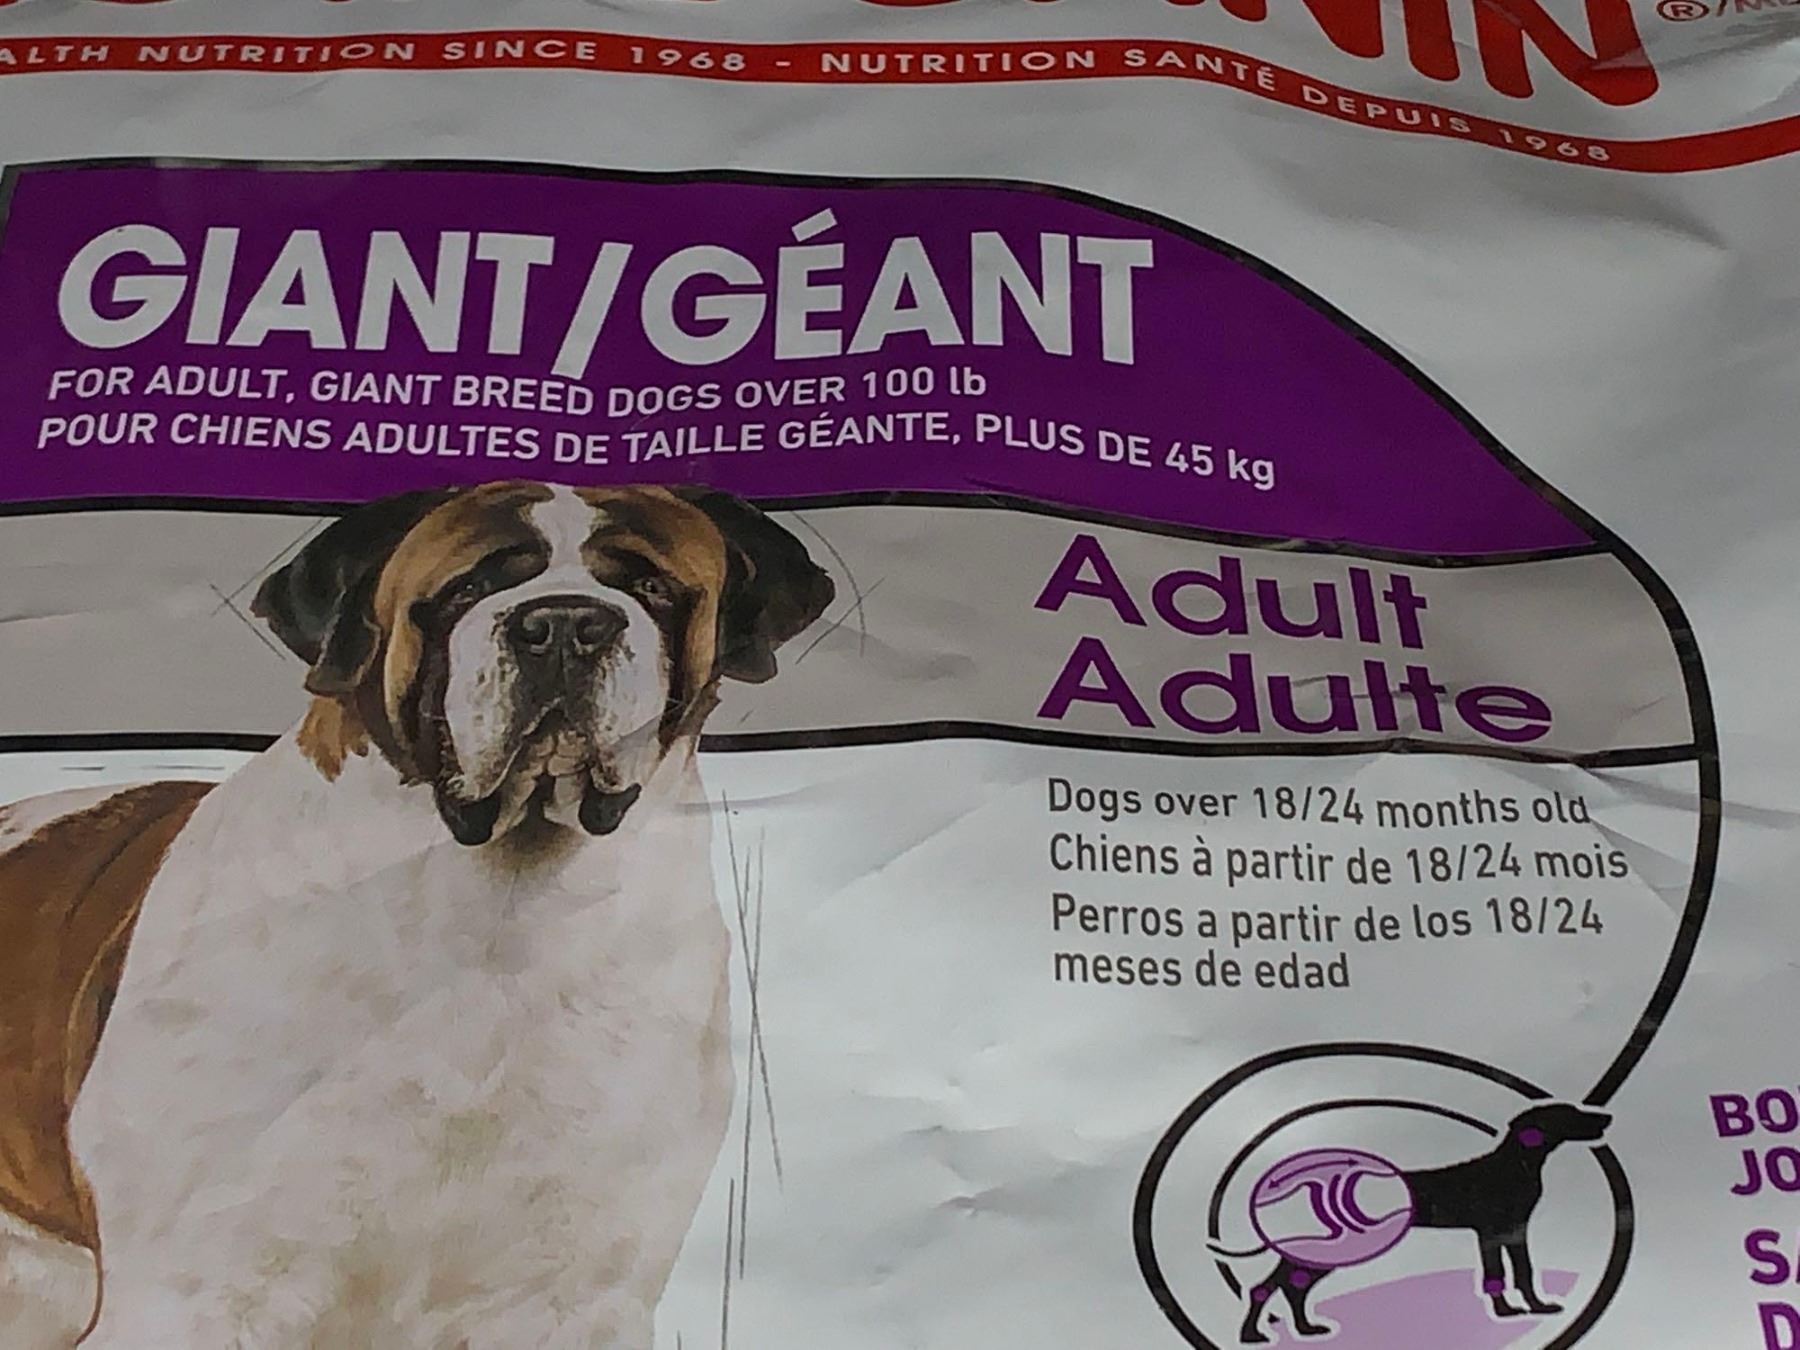 NUTRITION SINCE 1968 - NUTRITION SANTÉ DEPUIS 1968
GIANT/GÉANT
FOR ADULT, GIANT BREED DOGS OVER 100 lb
POUR CHIENS ADULTES DE TAILLE GÉANTE, PLUS DE 45 kg
Adult
Adulte
Dogs over 18/24 months old
Chiens à partir de 18/24 mois
Perros a partir de los 18/24
meses de edad